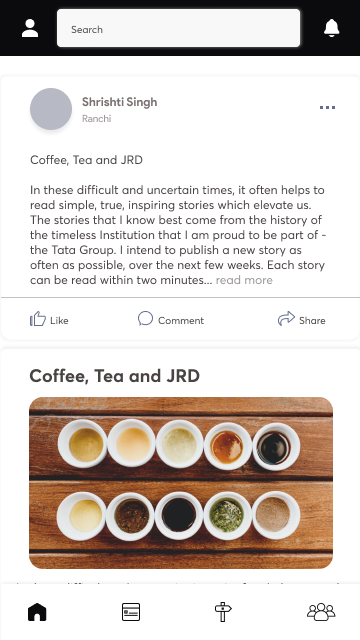 Search
Shrishti Singh
Ranchi
Coffee, Tea and JRD
In these difficult and uncertain times, it often helps to
read simple, true, inspiring stories which elevate us.
The stories that I know best come from the history of
the timeless Institution that I am proud to be part of -
the Tata Group. I intend to publish a new story as
often as possible, over the next few weeks. Each story
can be read within two minutes... read more
Like
Comment
Share
Coffee, Tea and JRD